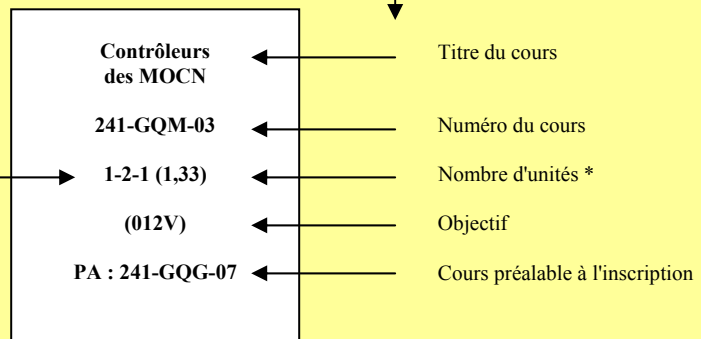 Contrôleurs
des MOCN
Titre du cours
241-GQM-03
Numéro du cours
1-2-1 (1,33)
Nombre d'unités *
(012V)
Objectif
PA : 241-GQG-07
Cours préalable à l'inscription